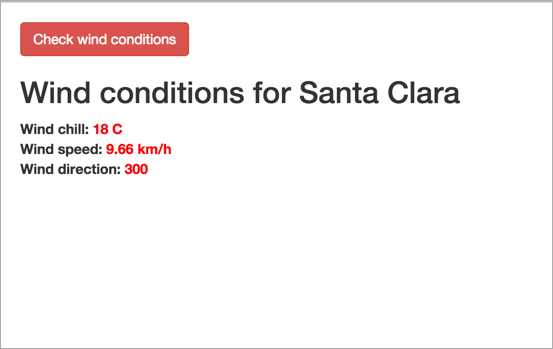 Check wind conditions
Wind conditions for Santa Clara
Wind chill: 18 C
Wind speed: 9.66 km/h
Wind direction: 300